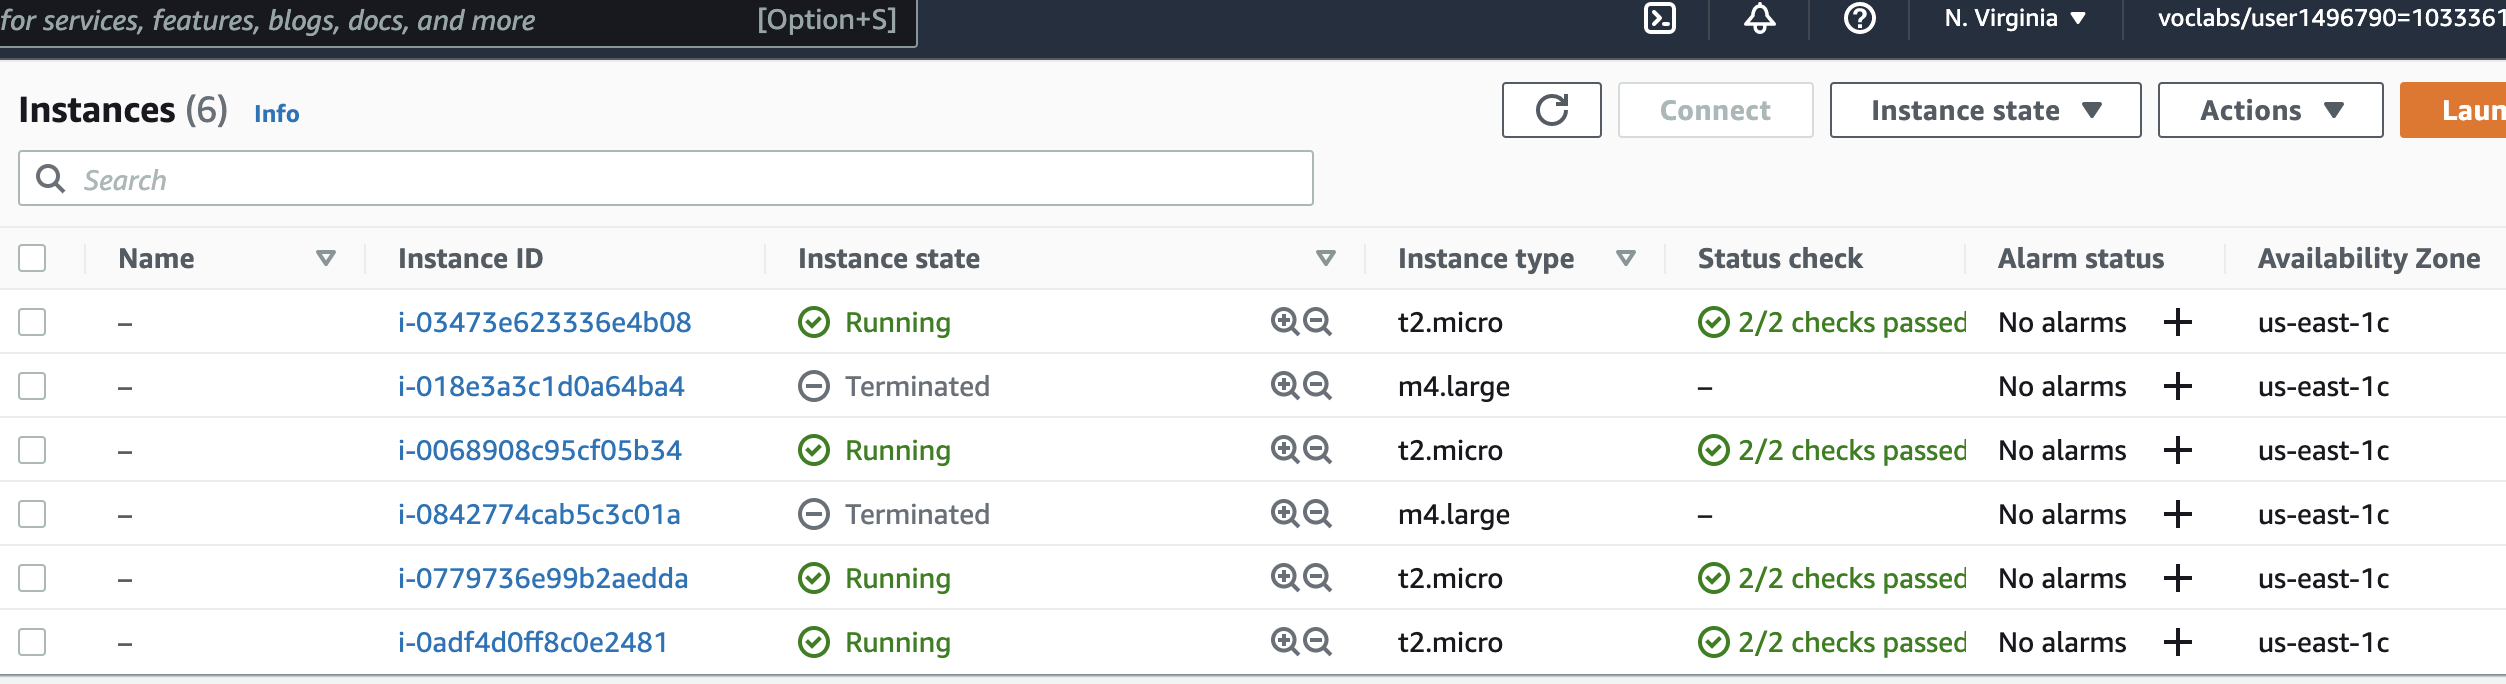 for services, features, blogs, docs, and more [Option+S] N. Virginia voclabs/user1496790=1033361
Instances (6) Info Connect Instance state Actions Laun
Search
Name Instance ID Instance state Instance type Status check Alarm status Availability Zone
– i-03473e623336e4b08 Running t2.micro 2/2 checks passed No alarms + us-east-1c
– i-018e3a3c1d0a64ba4 Terminated m4.large – No alarms + us-east-1c
– i-0068908c95cf05b34 Running t2.micro 2/2 checks passed No alarms + us-east-1c
– i-0842774cab5c3c01a Terminated m4.large – No alarms + us-east-1c
– i-0779736e99b2aedda Running t2.micro 2/2 checks passed No alarms + us-east-1c
– i-0adf4d0ff8c0e2481 Running t2.micro 2/2 checks passed No alarms + us-east-1c